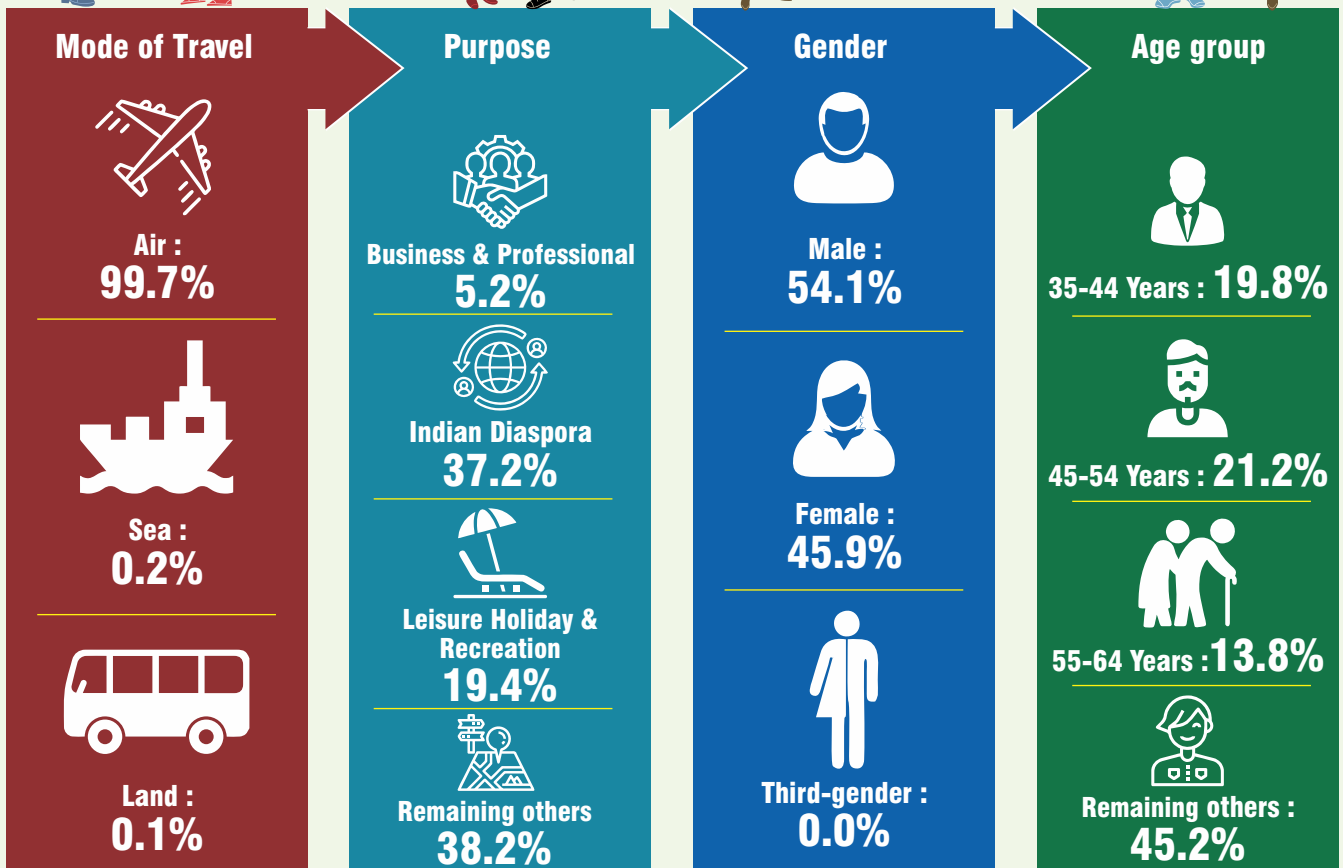 Mode of Travel
Air :
99.7%
Sea :
0.2%
Land :
0.1%
Purpose
Business & Professional
5.2%
Indian Diaspora
37.2%
Leisure Holiday &
Recreation
19.4%
Remaining others
38.2%
Gender
Male :
54.1%
Female :
45.9%
Third-gender :
0.0%
Age group
35-44 Years : 19.8%
45-54 Years : 21.2%
55-64 Years :13.8%
Remaining others :
45.2%